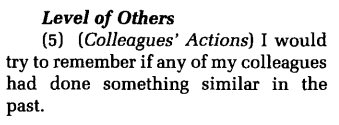 Level of Others
(5) (Colleagues' Actions) I would
try to remember if any of my colleagues
had done something similar in the
past.